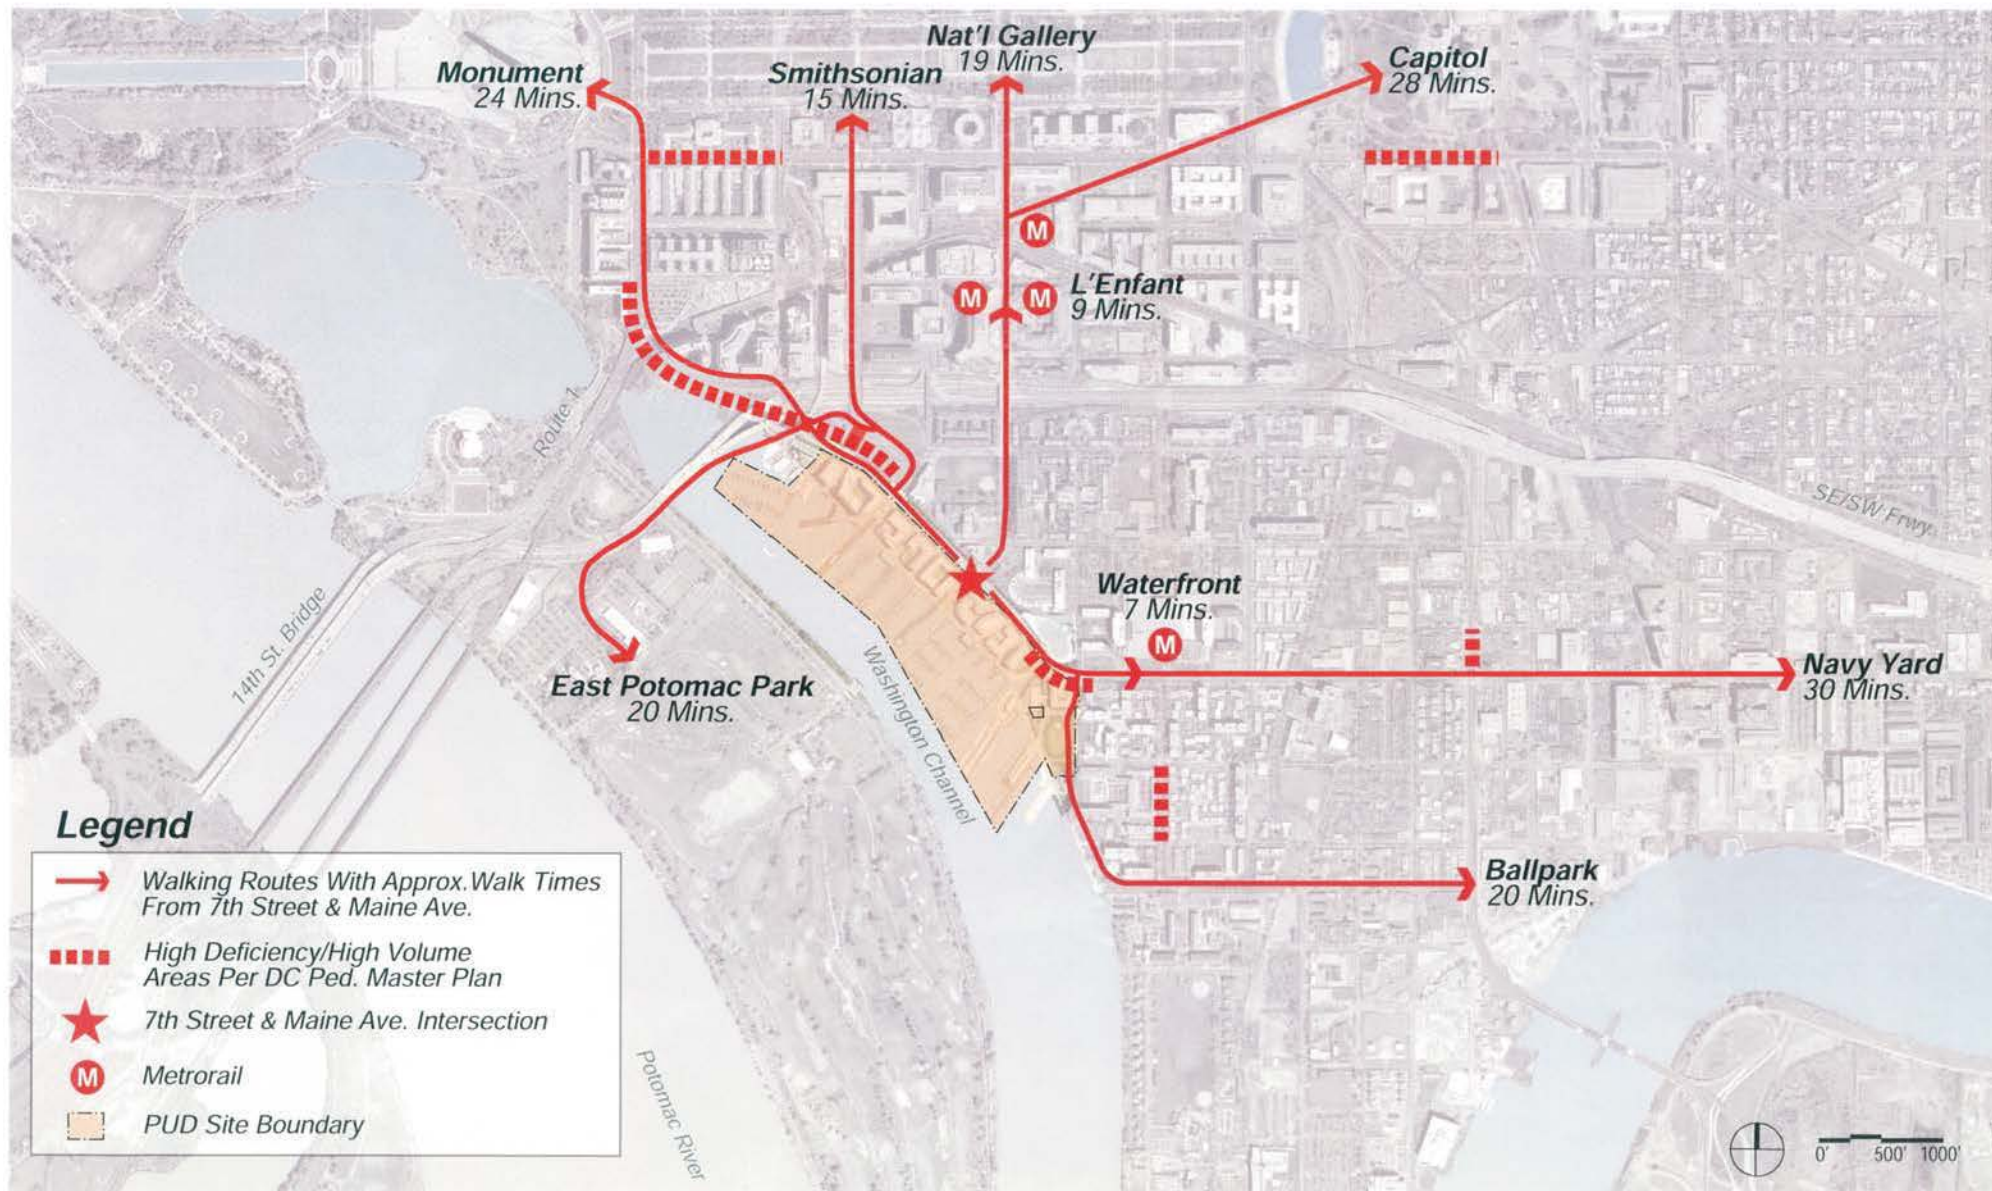 Nat'l Gallery
19 Mins.
Monument
24 Mins.
Smithsonian
15 Mins.
Capitol
28 Mins.
M
M
M
L'Enfant
9 Mins.
Route 1
SE/SW Frwy.
14th St. Bridge
Waterfront
7 Mins.
M
Washington Channel
East Potomac Park
20 Mins.
Navy Yard
30 Mins.
Ballpark
20 Mins.
Legend
Walking Routes With Approx.Walk Times
From 7th Street & Maine Ave.
High Deficiency/High Volume
Areas Per DC Ped. Master Plan
7th Street & Maine Ave. Intersection
M Metrorail
PUD Site Boundary
Potomac River
0' 500' 1000'